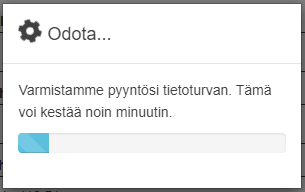 Odota...
Varmistamme pyyntösi tietoturvan. Tämä
voi kestää noin minuutin.